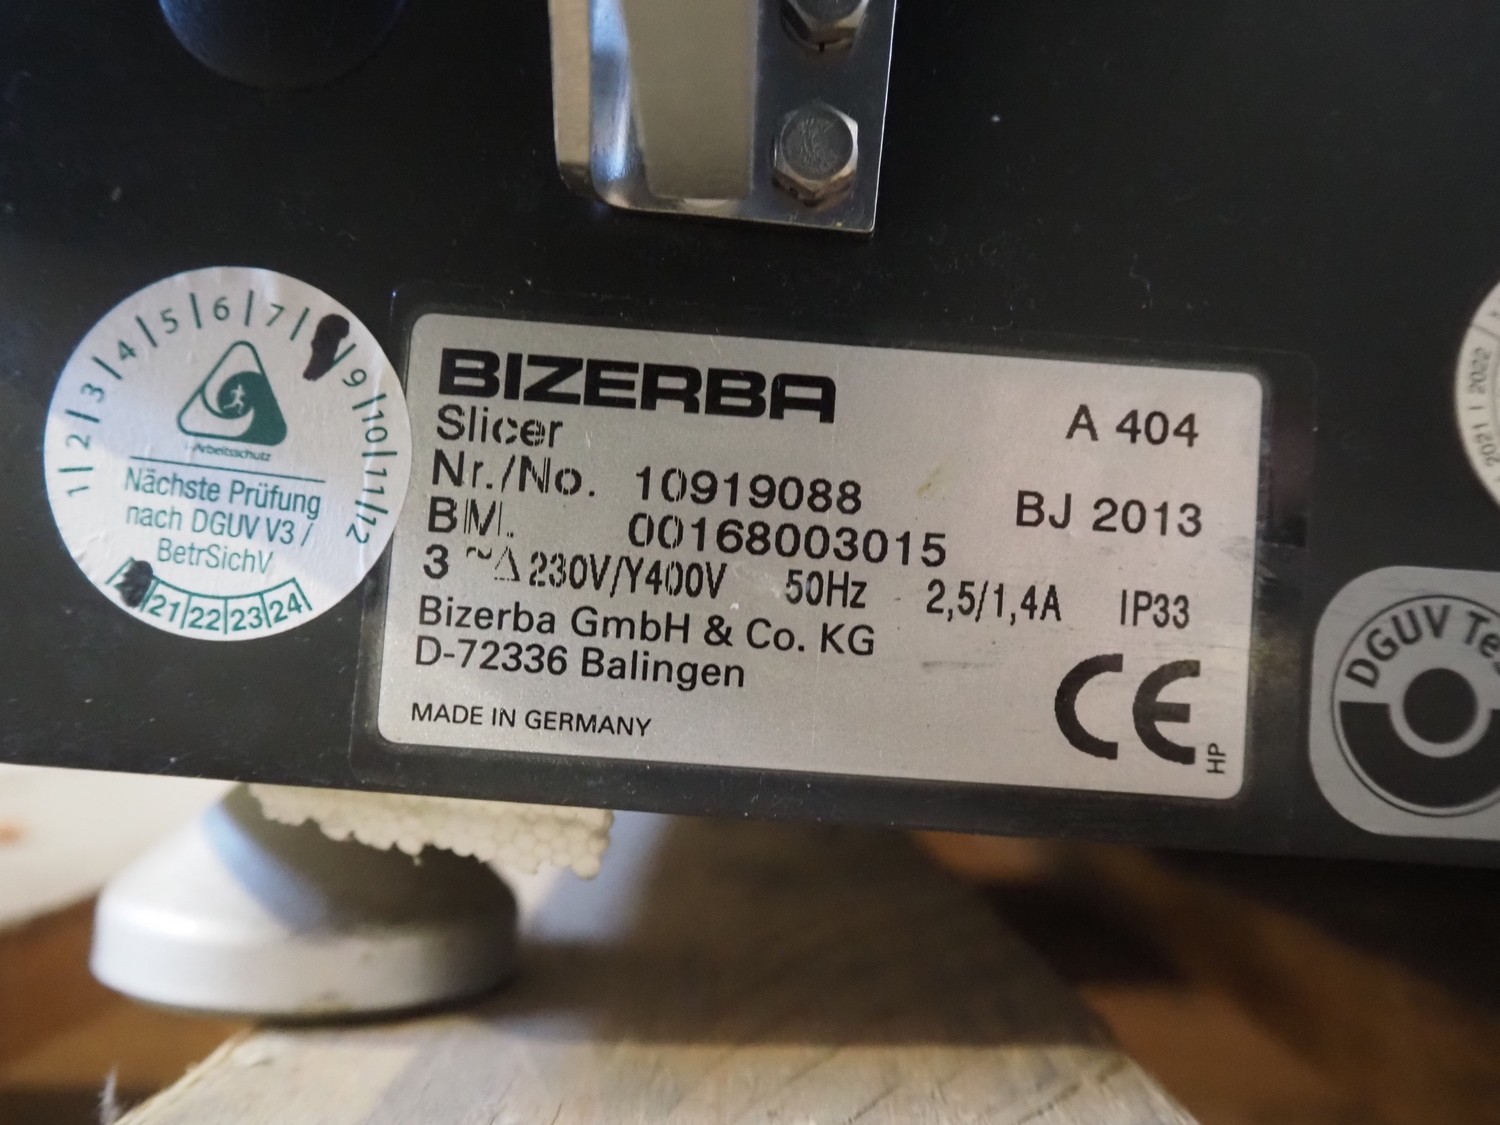 1|2|3|4|5|6|7|9|10|11|12
Arbeitsschutz
Nächste Prüfung
nach DGUV V3 /
BetrSichV
21|22|23|24
BIZERBA
Slicer A 404
Nr./No. 10919088 BJ 2013
BM. 00168003015
3 ~ Δ 230V/Y400V 50Hz 2,5/1,4A IP33
Bizerba GmbH & Co. KG
D-72336 Balingen
MADE IN GERMANY
CE
HP
2021 | 2022
DGUV